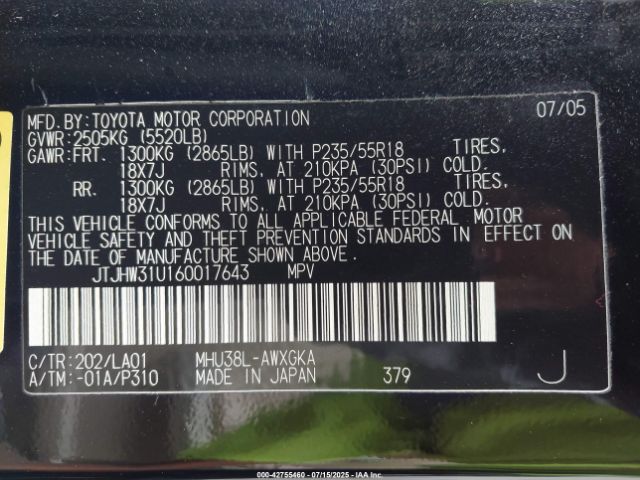 MFD.BY:TOYOTA MOTOR CORPORATION 07/05
GVWR:2505KG (5520LB)
GAWR:FRT. 1300KG (2865LB) WITH P235/55R18 TIRES,
18X7J RIMS, AT 210KPA (30PSI) COLD.
RR. 1300KG (2865LB) WITH P235/55R18 TIRES,
18X7J RIMS, AT 210KPA (30PSI) COLD.
THIS VEHICLE CONFORMS TO ALL APPLICABLE FEDERAL MOTOR
VEHICLE SAFETY AND THEFT PREVENTION STANDARDS IN EFFECT ON
THE DATE OF MANUFACTURE SHOWN ABOVE.
JTJHW31U160017643 MPV
C/TR:202/LA01 MHU38L-AWXGKA
A/TM:-01A/P310 MADE IN JAPAN 379 J
000-42755460 - 07/15/2025 - IAA Inc.